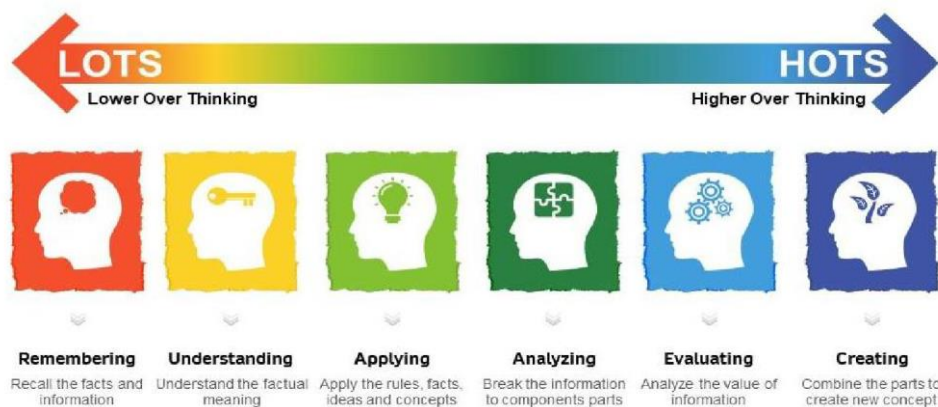 LOTS HOTS
Lower Over Thinking Higher Over Thinking
Remembering Understanding Applying Analyzing Evaluating Creating
Recall the facts and Understand the factual Apply the rules, facts, Break the information Analyze the value of Combine the parts to
information meaning ideas and concepts to components parts information create new concept